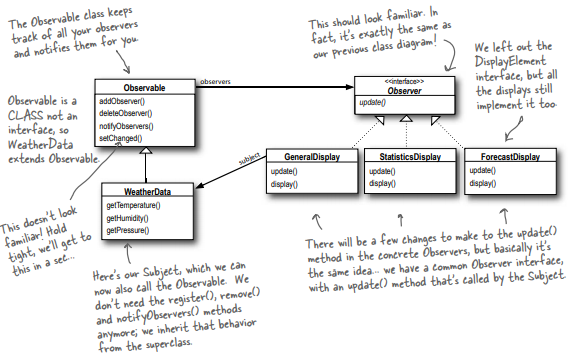 The Observable class keeps
track of all your observers
and notifies them for you.
This should look familiar. In
fact, it's exactly the same as
our previous class diagram!
We left out the
DisplayElement
interface, but all
the displays still
implement it too.
Observable is a
CLASS not an
interface, so
WeatherData
extends Observable.
Observable
addObserver()
deleteObserver()
notifyObservers()
setChanged()
observers
<<interface>>
Observer
update()
subject
GeneralDisplay
update()
display()
StatisticsDisplay
update()
display()
ForecastDisplay
update()
display()
WeatherData
getTemperature()
getHumidity()
getPressure()
This doesn't look
familiar! Hold
tight, we'll get to
this in a sec...
Here's our Subject, which we can
now also call the Observable. We
don't need the register(), remove()
and notifyObservers() methods
anymore; we inherit that behavior
from the superclass.
There will be a few changes to make to the update()
method in the concrete Observers, but basically it's
the same idea... we have a common Observer interface,
with an update() method that's called by the Subject.